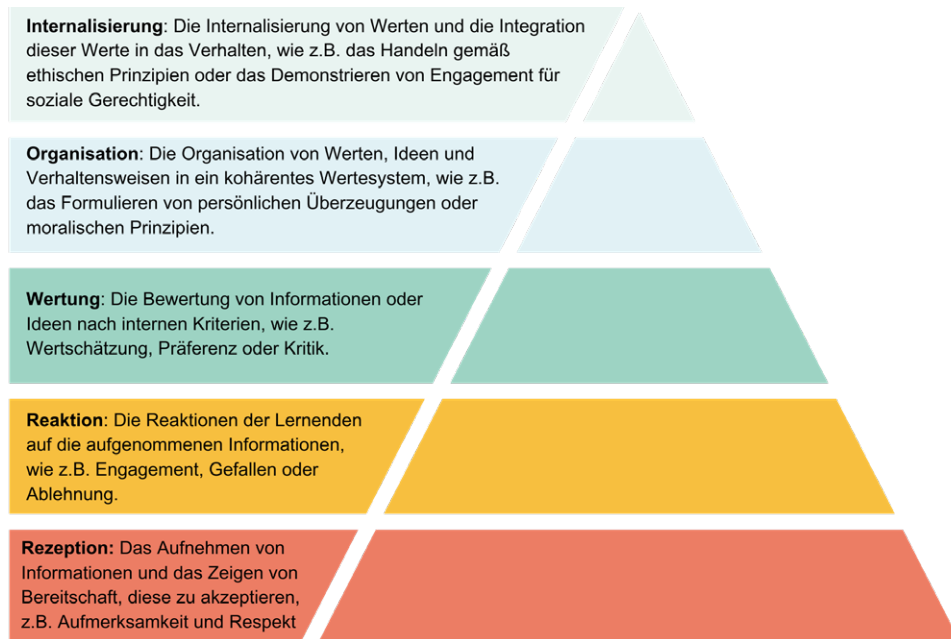 Internalisierung: Die Internalisierung von Werten und die Integration
dieser Werte in das Verhalten, wie z.B. das Handeln gemäß
ethischen Prinzipien oder das Demonstrieren von Engagement für
soziale Gerechtigkeit.
Organisation: Die Organisation von Werten, Ideen und
Verhaltensweisen in ein kohärentes Wertesystem, wie z.B.
das Formulieren von persönlichen Überzeugungen oder
moralischen Prinzipien.
Wertung: Die Bewertung von Informationen oder
Ideen nach internen Kriterien, wie z.B.
Wertschätzung, Präferenz oder Kritik.
Reaktion: Die Reaktionen der Lernenden
auf die aufgenommenen Informationen,
wie z.B. Engagement, Gefallen oder
Ablehnung.
Rezeption: Das Aufnehmen von
Informationen und das Zeigen von
Bereitschaft, diese zu akzeptieren,
z.B. Aufmerksamkeit und Respekt